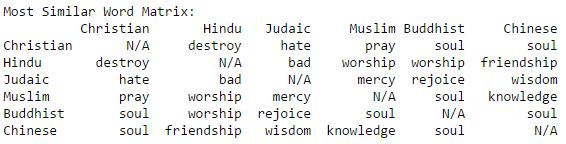 Most Similar Word Matrix:
Christian Hindu Judaic Muslim Buddhist Chinese
Christian N/A destroy hate pray soul soul
Hindu destroy N/A bad worship worship friendship
Judaic hate bad N/A mercy rejoice wisdom
Muslim pray worship mercy N/A soul knowledge
Buddhist soul worship rejoice soul N/A soul
Chinese soul friendship wisdom knowledge soul N/A